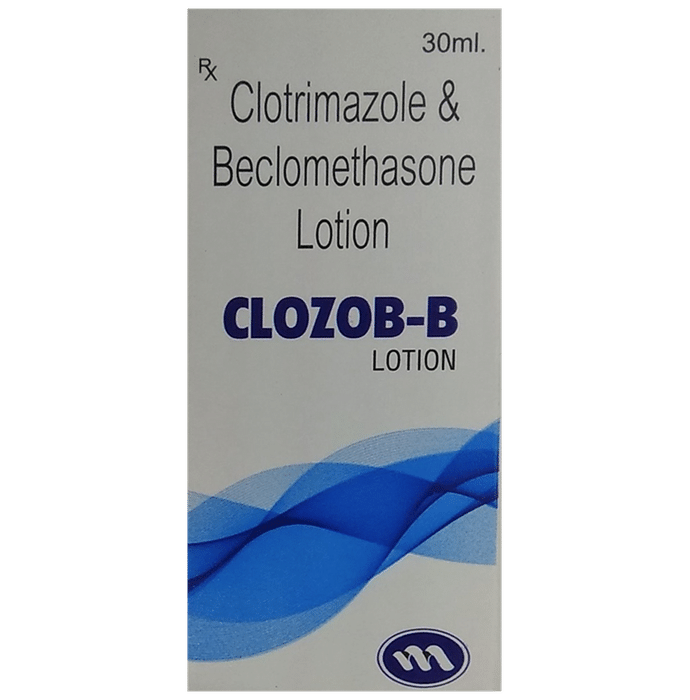 30ml.
Rx
Clotrimazole &
Beclomethasone
Lotion
CLOZOB-B
LOTION